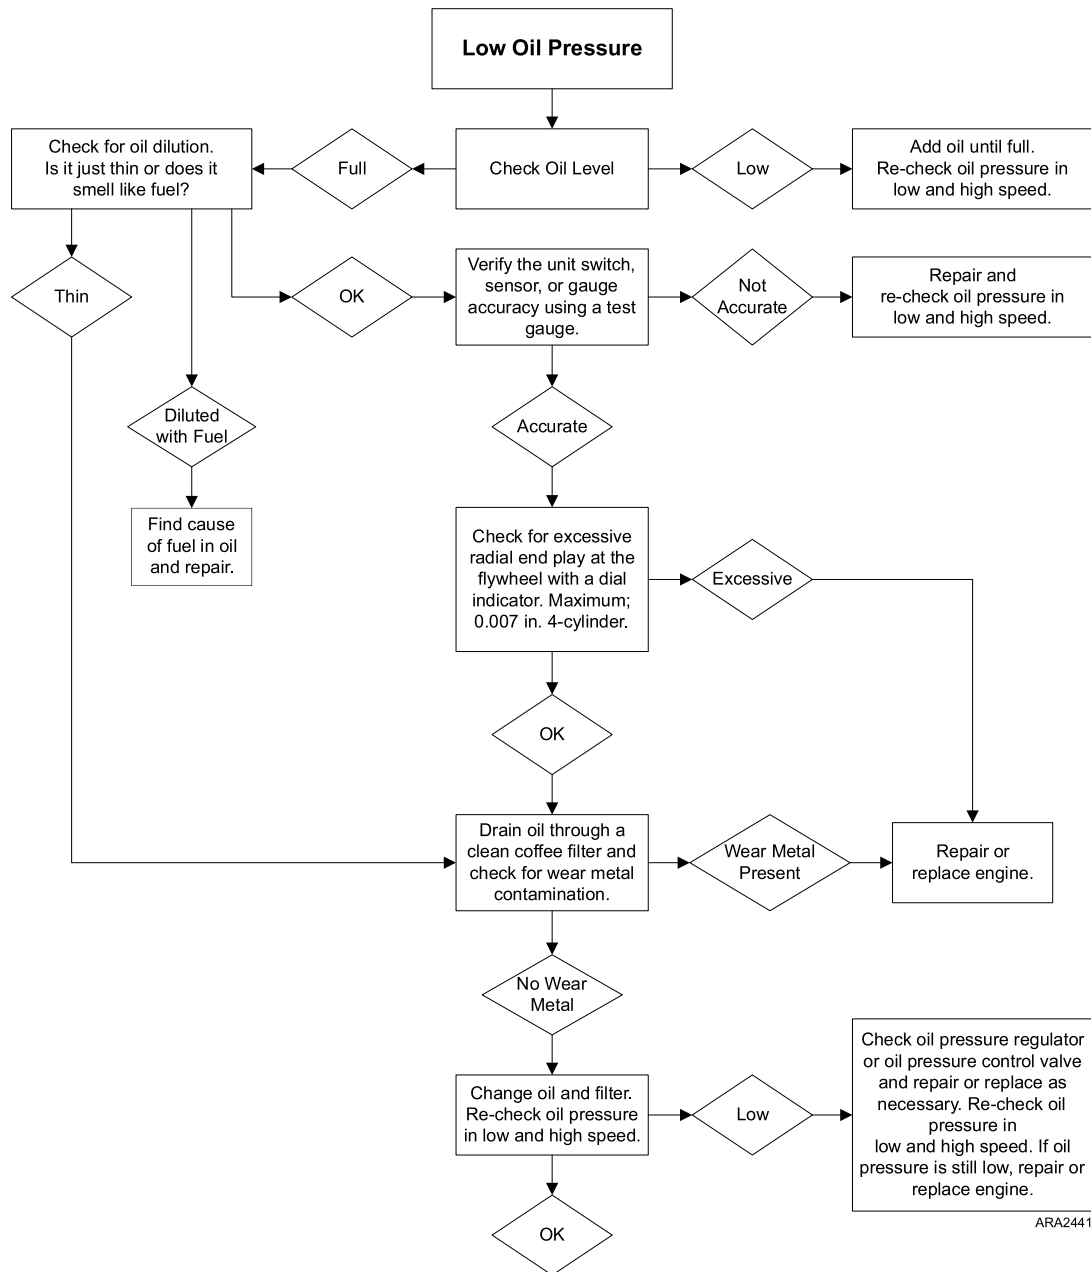 Low Oil Pressure
Check for oil dilution.
Is it just thin or does it
smell like fuel?
Full
Check Oil Level
Low
Add oil until full.
Re-check oil pressure in
low and high speed.
Thin
OK
Verify the unit switch,
sensor, or gauge
accuracy using a test
gauge.
Not
Accurate
Repair and
re-check oil pressure in
low and high speed.
Diluted
with Fuel
Accurate
Find cause
of fuel in oil
and repair.
Check for excessive
radial end play at the
flywheel with a dial
indicator. Maximum;
0.007 in. 4-cylinder.
Excessive
OK
Drain oil through a
clean coffee filter and
check for wear metal
contamination.
Wear Metal
Present
Repair or
replace engine.
No Wear
Metal
Change oil and filter.
Re-check oil pressure
in low and high speed.
Low
Check oil pressure regulator
or oil pressure control valve
and repair or replace as
necessary. Re-check oil
pressure in
low and high speed. If oil
pressure is still low, repair or
replace engine.
OK
ARA2441